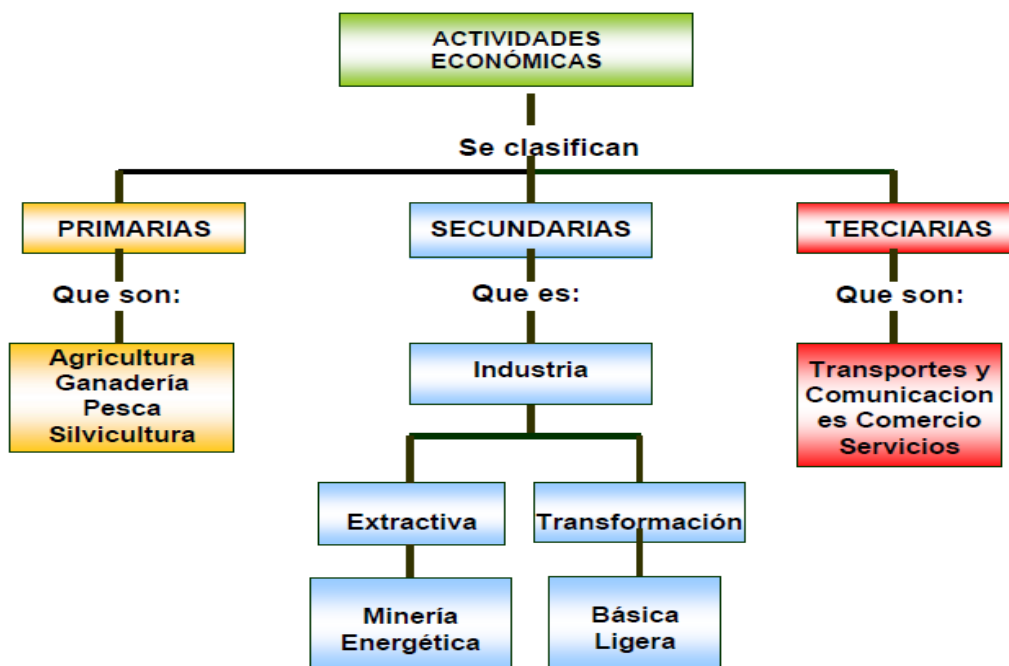 ACTIVIDADES
ECONÓMICAS
Se clasifican
PRIMARIAS
SECUNDARIAS
TERCIARIAS
Que son:
Que es:
Que son:
Agricultura
Ganadería
Pesca
Silvicultura
Industria
Transportes y
Comunicacion
es Comercio
Servicios
Extractiva
Transformación
Minería
Energética
Básica
Ligera